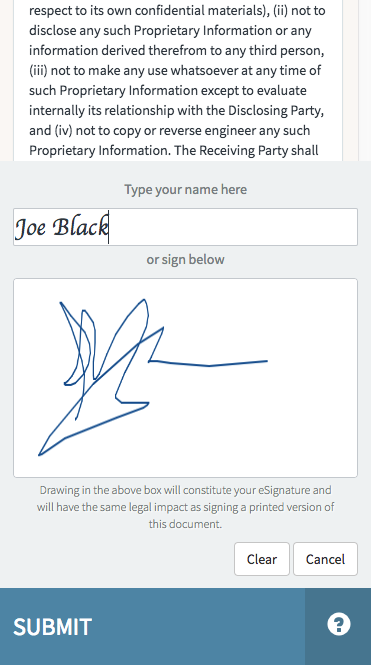 respect to its own confidential materials), (ii) not to
disclose any such Proprietary Information or any
information derived therefrom to any third person,
(iii) not to make any use whatsoever at any time of
such Proprietary Information except to evaluate
internally its relationship with the Disclosing Party,
and (iv) not to copy or reverse engineer any such
Proprietary Information. The Receiving Party shall
Type your name here
Joe Black
or sign below
Drawing in the above box will constitute your eSignature and
will have the same legal impact as signing a printed version of
this document.
Clear Cancel
SUBMIT ?